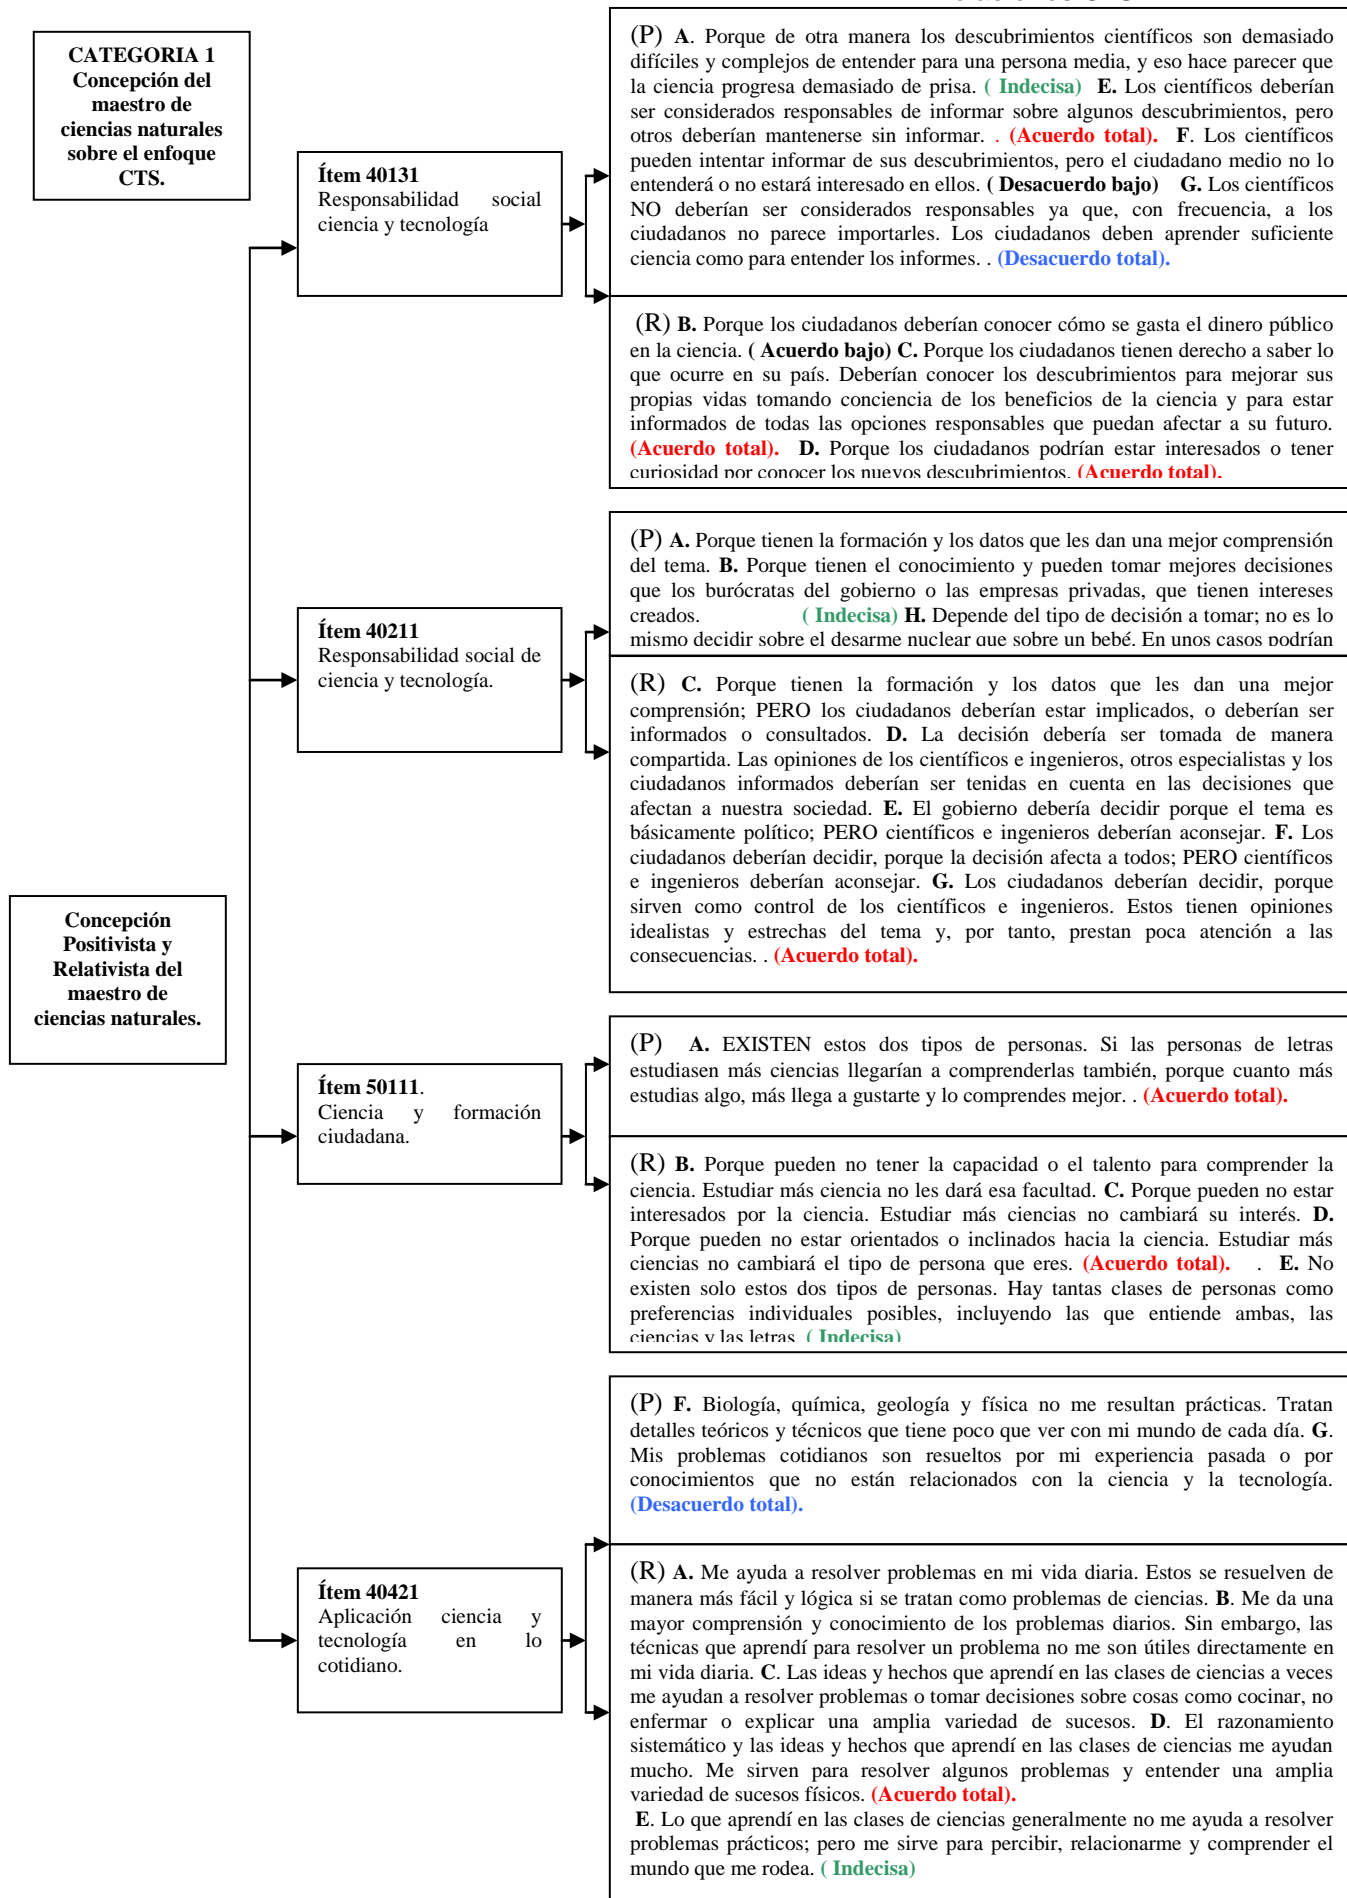 CATEGORIA 1
Concepción del
maestro de
ciencias naturales
sobre el enfoque
CTS.
Concepción
Positivista y
Relativista del
maestro de
ciencias naturales.
Ítem 40131
Responsabilidad social
ciencia y tecnología
(P) A. Porque de otra manera los descubrimientos científicos son demasiado
difíciles y complejos de entender para una persona media, y eso hace parecer que
la ciencia progresa demasiado de prisa. ( Indecisa) E. Los científicos deberían
ser considerados responsables de informar sobre algunos descubrimientos, pero
otros deberían mantenerse sin informar. . (Acuerdo total). F. Los científicos
pueden intentar informar de sus descubrimientos, pero el ciudadano medio no lo
entenderá o no estará interesado en ellos. ( Desacuerdo bajo) G. Los científicos
NO deberían ser considerados responsables ya que, con frecuencia, a los
ciudadanos no parece importarles. Los ciudadanos deben aprender suficiente
ciencia como para entender los informes. . (Desacuerdo total).
(R) B. Porque los ciudadanos deberían conocer cómo se gasta el dinero público
en la ciencia. ( Acuerdo bajo) C. Porque los ciudadanos tienen derecho a saber lo
que ocurre en su país. Deberían conocer los descubrimientos para mejorar sus
propias vidas tomando conciencia de los beneficios de la ciencia y para estar
informados de todas las opciones responsables que puedan afectar a su futuro.
(Acuerdo total). D. Porque los ciudadanos podrían estar interesados o tener
curiosidad por conocer los nuevos descubrimientos. (Acuerdo total).
Ítem 40211
Responsabilidad social de
ciencia y tecnología.
(P) A. Porque tienen la formación y los datos que les dan una mejor comprensión
del tema. B. Porque tienen el conocimiento y pueden tomar mejores decisiones
que los burócratas del gobierno o las empresas privadas, que tienen intereses
creados. ( Indecisa) H. Depende del tipo de decisión a tomar; no es lo
mismo decidir sobre el desarme nuclear que sobre un bebé. En unos casos podrían
(R) C. Porque tienen la formación y los datos que les dan una mejor
comprensión; PERO los ciudadanos deberían estar implicados, o deberían ser
informados o consultados. D. La decisión debería ser tomada de manera
compartida. Las opiniones de los científicos e ingenieros, otros especialistas y los
ciudadanos informados deberían ser tenidas en cuenta en las decisiones que
afectan a nuestra sociedad. E. El gobierno debería decidir porque el tema es
básicamente político; PERO científicos e ingenieros deberían aconsejar. F. Los
ciudadanos deberían decidir, porque la decisión afecta a todos; PERO científicos
e ingenieros deberían aconsejar. G. Los ciudadanos deberían decidir, porque
sirven como control de los científicos e ingenieros. Estos tienen opiniones
idealistas y estrechas del tema y, por tanto, prestan poca atención a las
consecuencias. . (Acuerdo total).
Ítem 50111.
Ciencia y formación
ciudadana.
(P) A. EXISTEN estos dos tipos de personas. Si las personas de letras
estudiasen más ciencias llegarían a comprenderlas también, porque cuanto más
estudias algo, más llega a gustarte y lo comprendes mejor. . (Acuerdo total).
(R) B. Porque pueden no tener la capacidad o el talento para comprender la
ciencia. Estudiar más ciencia no les dará esa facultad. C. Porque pueden no estar
interesados por la ciencia. Estudiar más ciencias no cambiará su interés. D.
Porque pueden no estar orientados o inclinados hacia la ciencia. Estudiar más
ciencias no cambiará el tipo de persona que eres. (Acuerdo total). . E. No
existen solo estos dos tipos de personas. Hay tantas clases de personas como
preferencias individuales posibles, incluyendo las que entiende ambas, las
ciencias y las letras. ( Indecisa)
Ítem 40421
Aplicación ciencia y
tecnología en lo
cotidiano.
(P) F. Biología, química, geología y física no me resultan prácticas. Tratan
detalles teóricos y técnicos que tiene poco que ver con mi mundo de cada día. G.
Mis problemas cotidianos son resueltos por mi experiencia pasada o por
conocimientos que no están relacionados con la ciencia y la tecnología.
(Desacuerdo total).
(R) A. Me ayuda a resolver problemas en mi vida diaria. Estos se resuelven de
manera más fácil y lógica si se tratan como problemas de ciencias. B. Me da una
mayor comprensión y conocimiento de los problemas diarios. Sin embargo, las
técnicas que aprendí para resolver un problema no me son útiles directamente en
mi vida diaria. C. Las ideas y hechos que aprendí en las clases de ciencias a veces
me ayudan a resolver problemas o tomar decisiones sobre cosas como cocinar, no
enfermar o explicar una amplia variedad de sucesos. D. El razonamiento
sistemático y las ideas y hechos que aprendí en las clases de ciencias me ayudan
mucho. Me sirven para resolver algunos problemas y entender una amplia
variedad de sucesos físicos. (Acuerdo total).
E. Lo que aprendí en las clases de ciencias generalmente no me ayuda a resolver
problemas prácticos; pero me sirve para percibir, relacionarme y comprender el
mundo que me rodea. ( Indecisa)